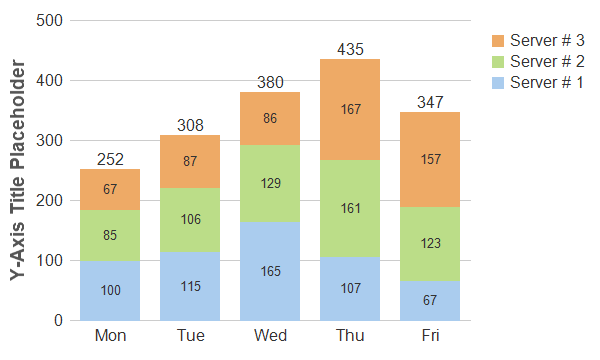 500
400
300
200
100
0
Y-Axis Title Placeholder
252
67
85
100
Mon
308
87
106
115
Tue
380
86
129
165
Wed
435
167
161
107
Thu
347
157
123
67
Fri
Server # 3
Server # 2
Server # 1